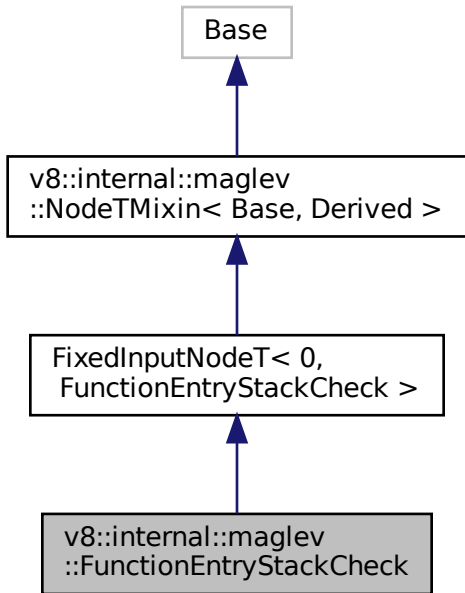 Base
v8::internal::maglev
::NodeTMixin< Base, Derived >
FixedInputNodeT< 0,
FunctionEntryStackCheck >
v8::internal::maglev
::FunctionEntryStackCheck